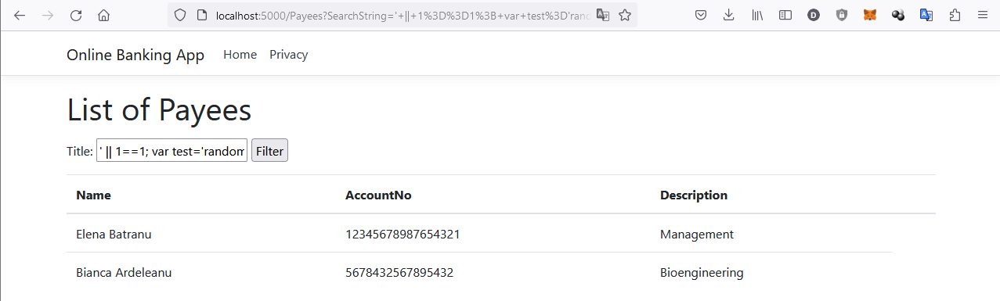 localhost:5000/Payees?SearchString='+||+1%3D%3D1%3B+var+test%3D'rando
Online Banking App Home Privacy
List of Payees
Title: ' || 1==1; var test='random Filter
Name AccountNo Description
Elena Batranu 12345678987654321 Management
Bianca Ardeleanu 5678432567895432 Bioengineering